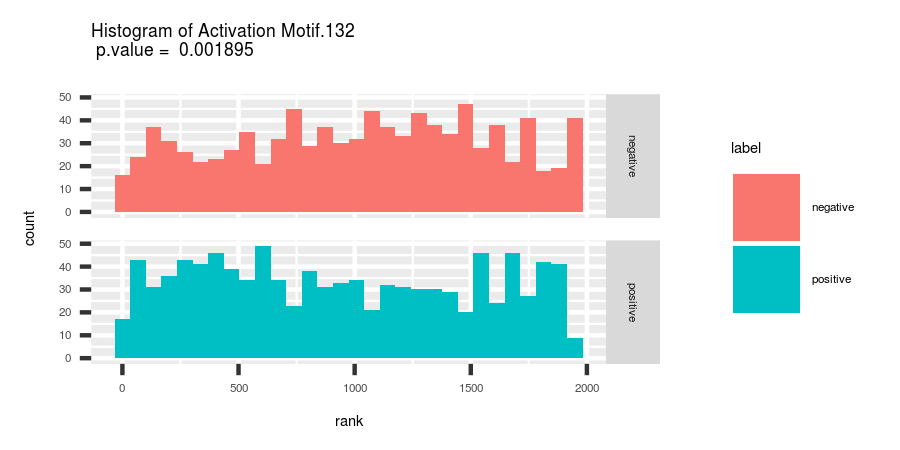 Histogram of Activation Motif.132
p.value =  0.001895
count
50
40
30
20
10
0
negative
50
40
30
20
10
0
positive
0
500
1000
1500
2000
rank
label
negative
positive